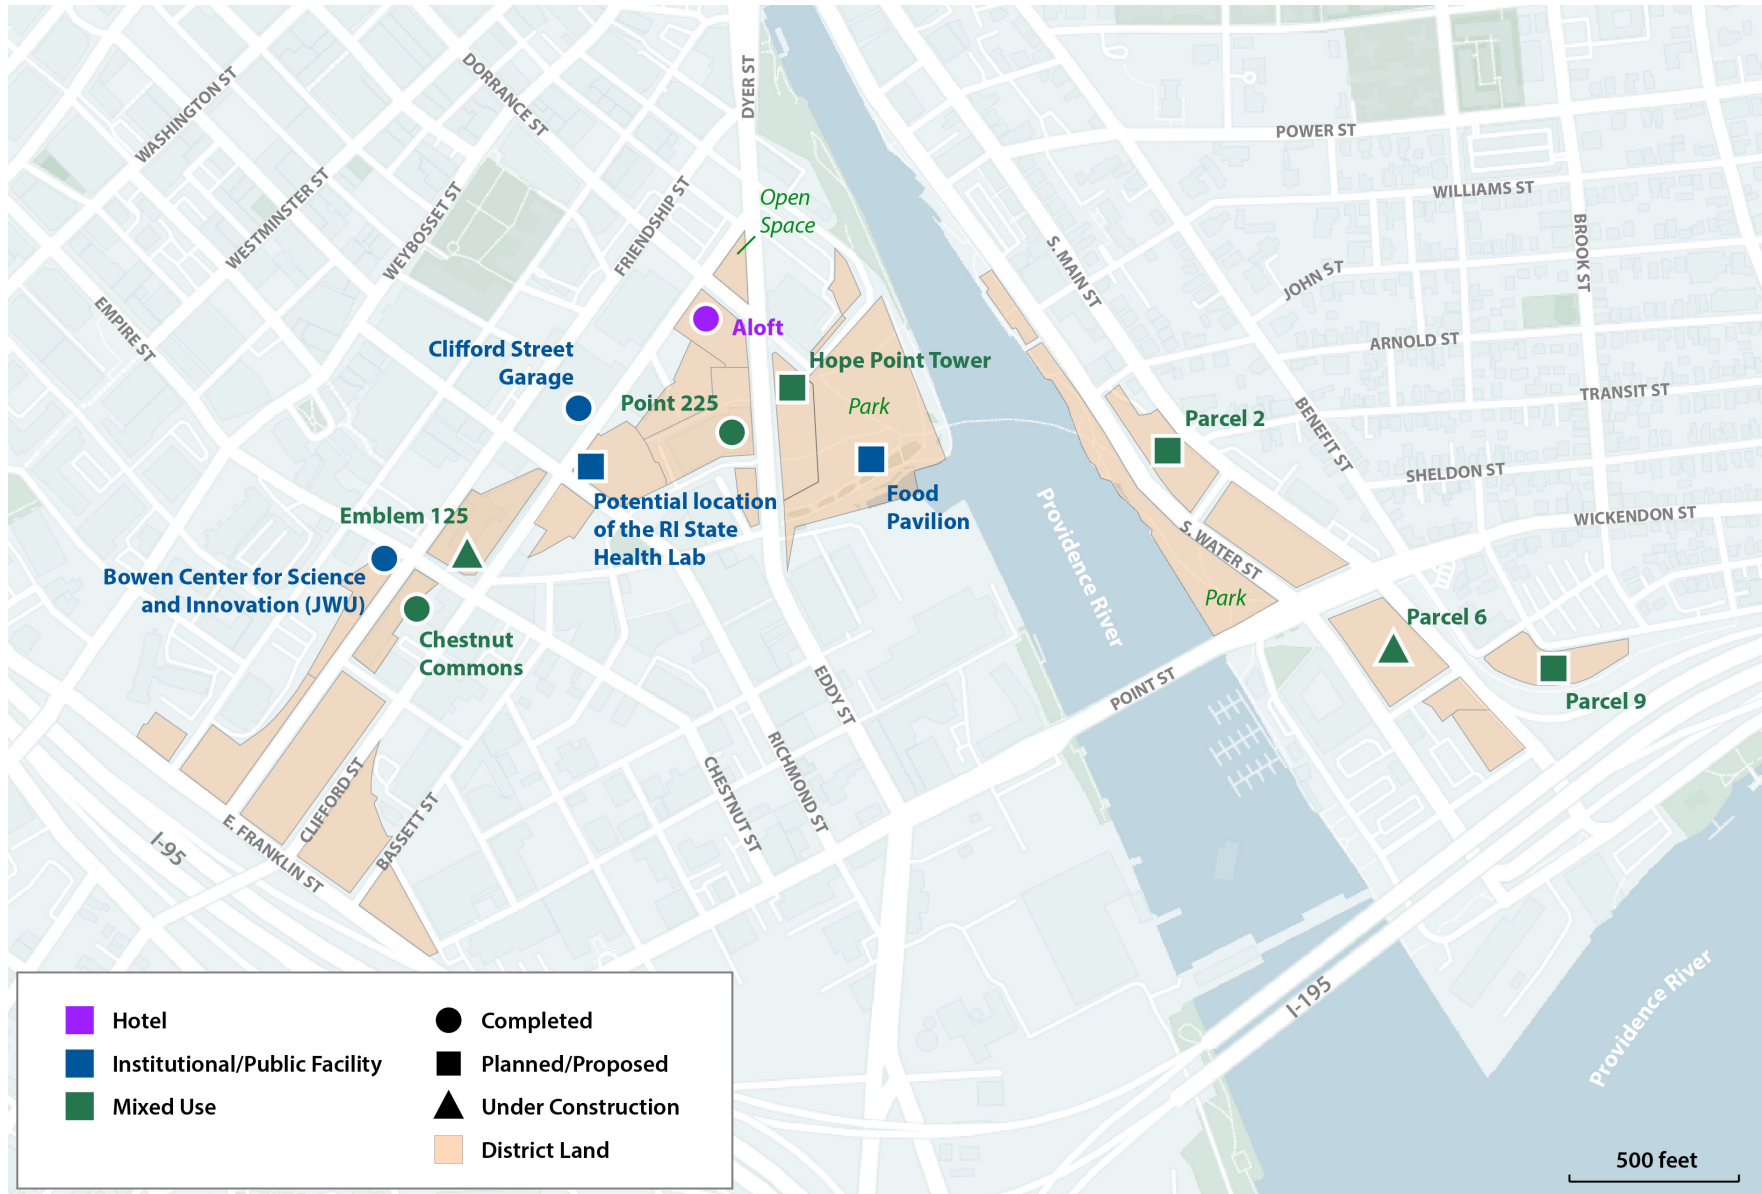 WASHINGTON ST
DORRANCE ST
DYER ST
POWER ST
WESTMINSTER ST
WEYBOSSET ST
FRIENDSHIP ST
Open
Space
WILLIAMS ST
BROOK ST
S. MAIN ST
JOHN ST
EMPIRE ST
Aloft
ARNOLD ST
Clifford Street
Garage
Hope Point Tower
TRANSIT ST
Point 225
Park
Parcel 2
BENEFIT ST
SHELDON ST
Food
Pavilion
Potential location
of the RI State
Health Lab
Emblem 125
WICKENDON ST
Providence River
S. WATER ST
Bowen Center for Science
and Innovation (JWU)
Park
Parcel 6
Chestnut
Commons
EDDY ST
POINT ST
Parcel 9
RICHMOND ST
CHESTNUT ST
CLIFFORD ST
BASSETT ST
E. FRANKLIN ST
I-95
I-195
Providence River
Hotel
Institutional/Public Facility
Mixed Use
Completed
Planned/Proposed
Under Construction
District Land
500 feet